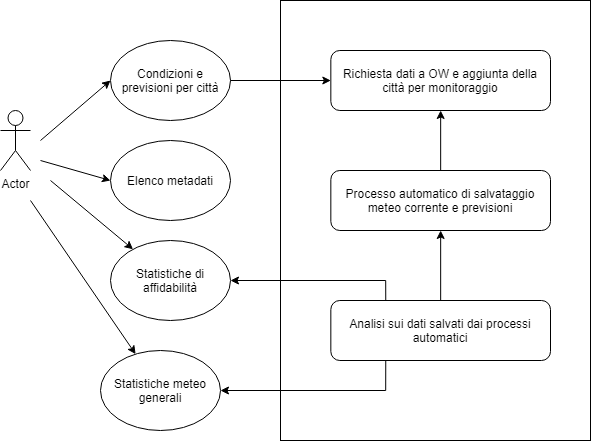 Condizioni e
previsioni per città
Richiesta dati a OW e aggiunta della
città per monitoraggio
Actor
Elenco metadati
Processo automatico di salvataggio
meteo corrente e previsioni
Statistiche di
affidabilità
Analisi sui dati salvati dai processi
automatici
Statistiche meteo
generali